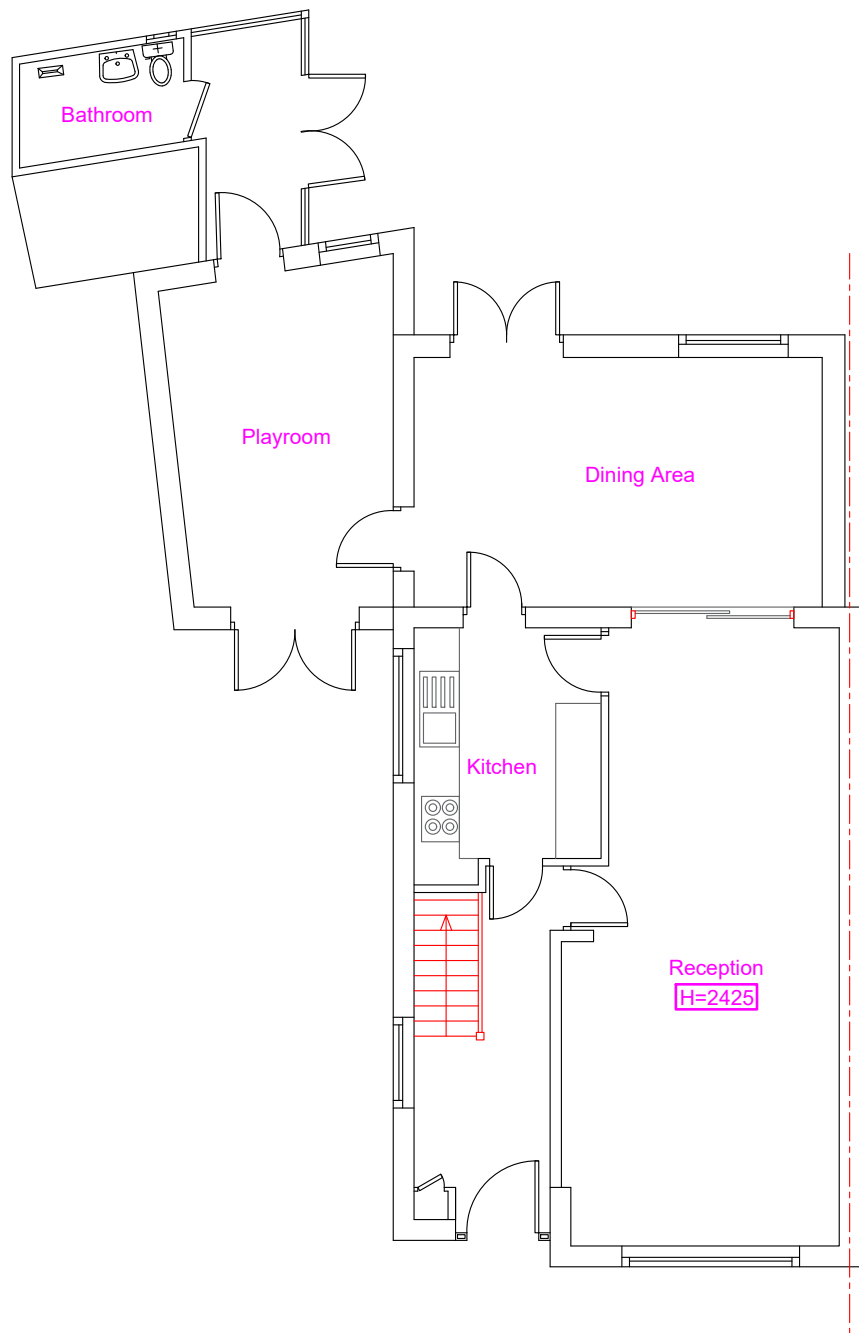 Bathroom
Playroom
Dining Area
Kitchen
Reception
H=2425